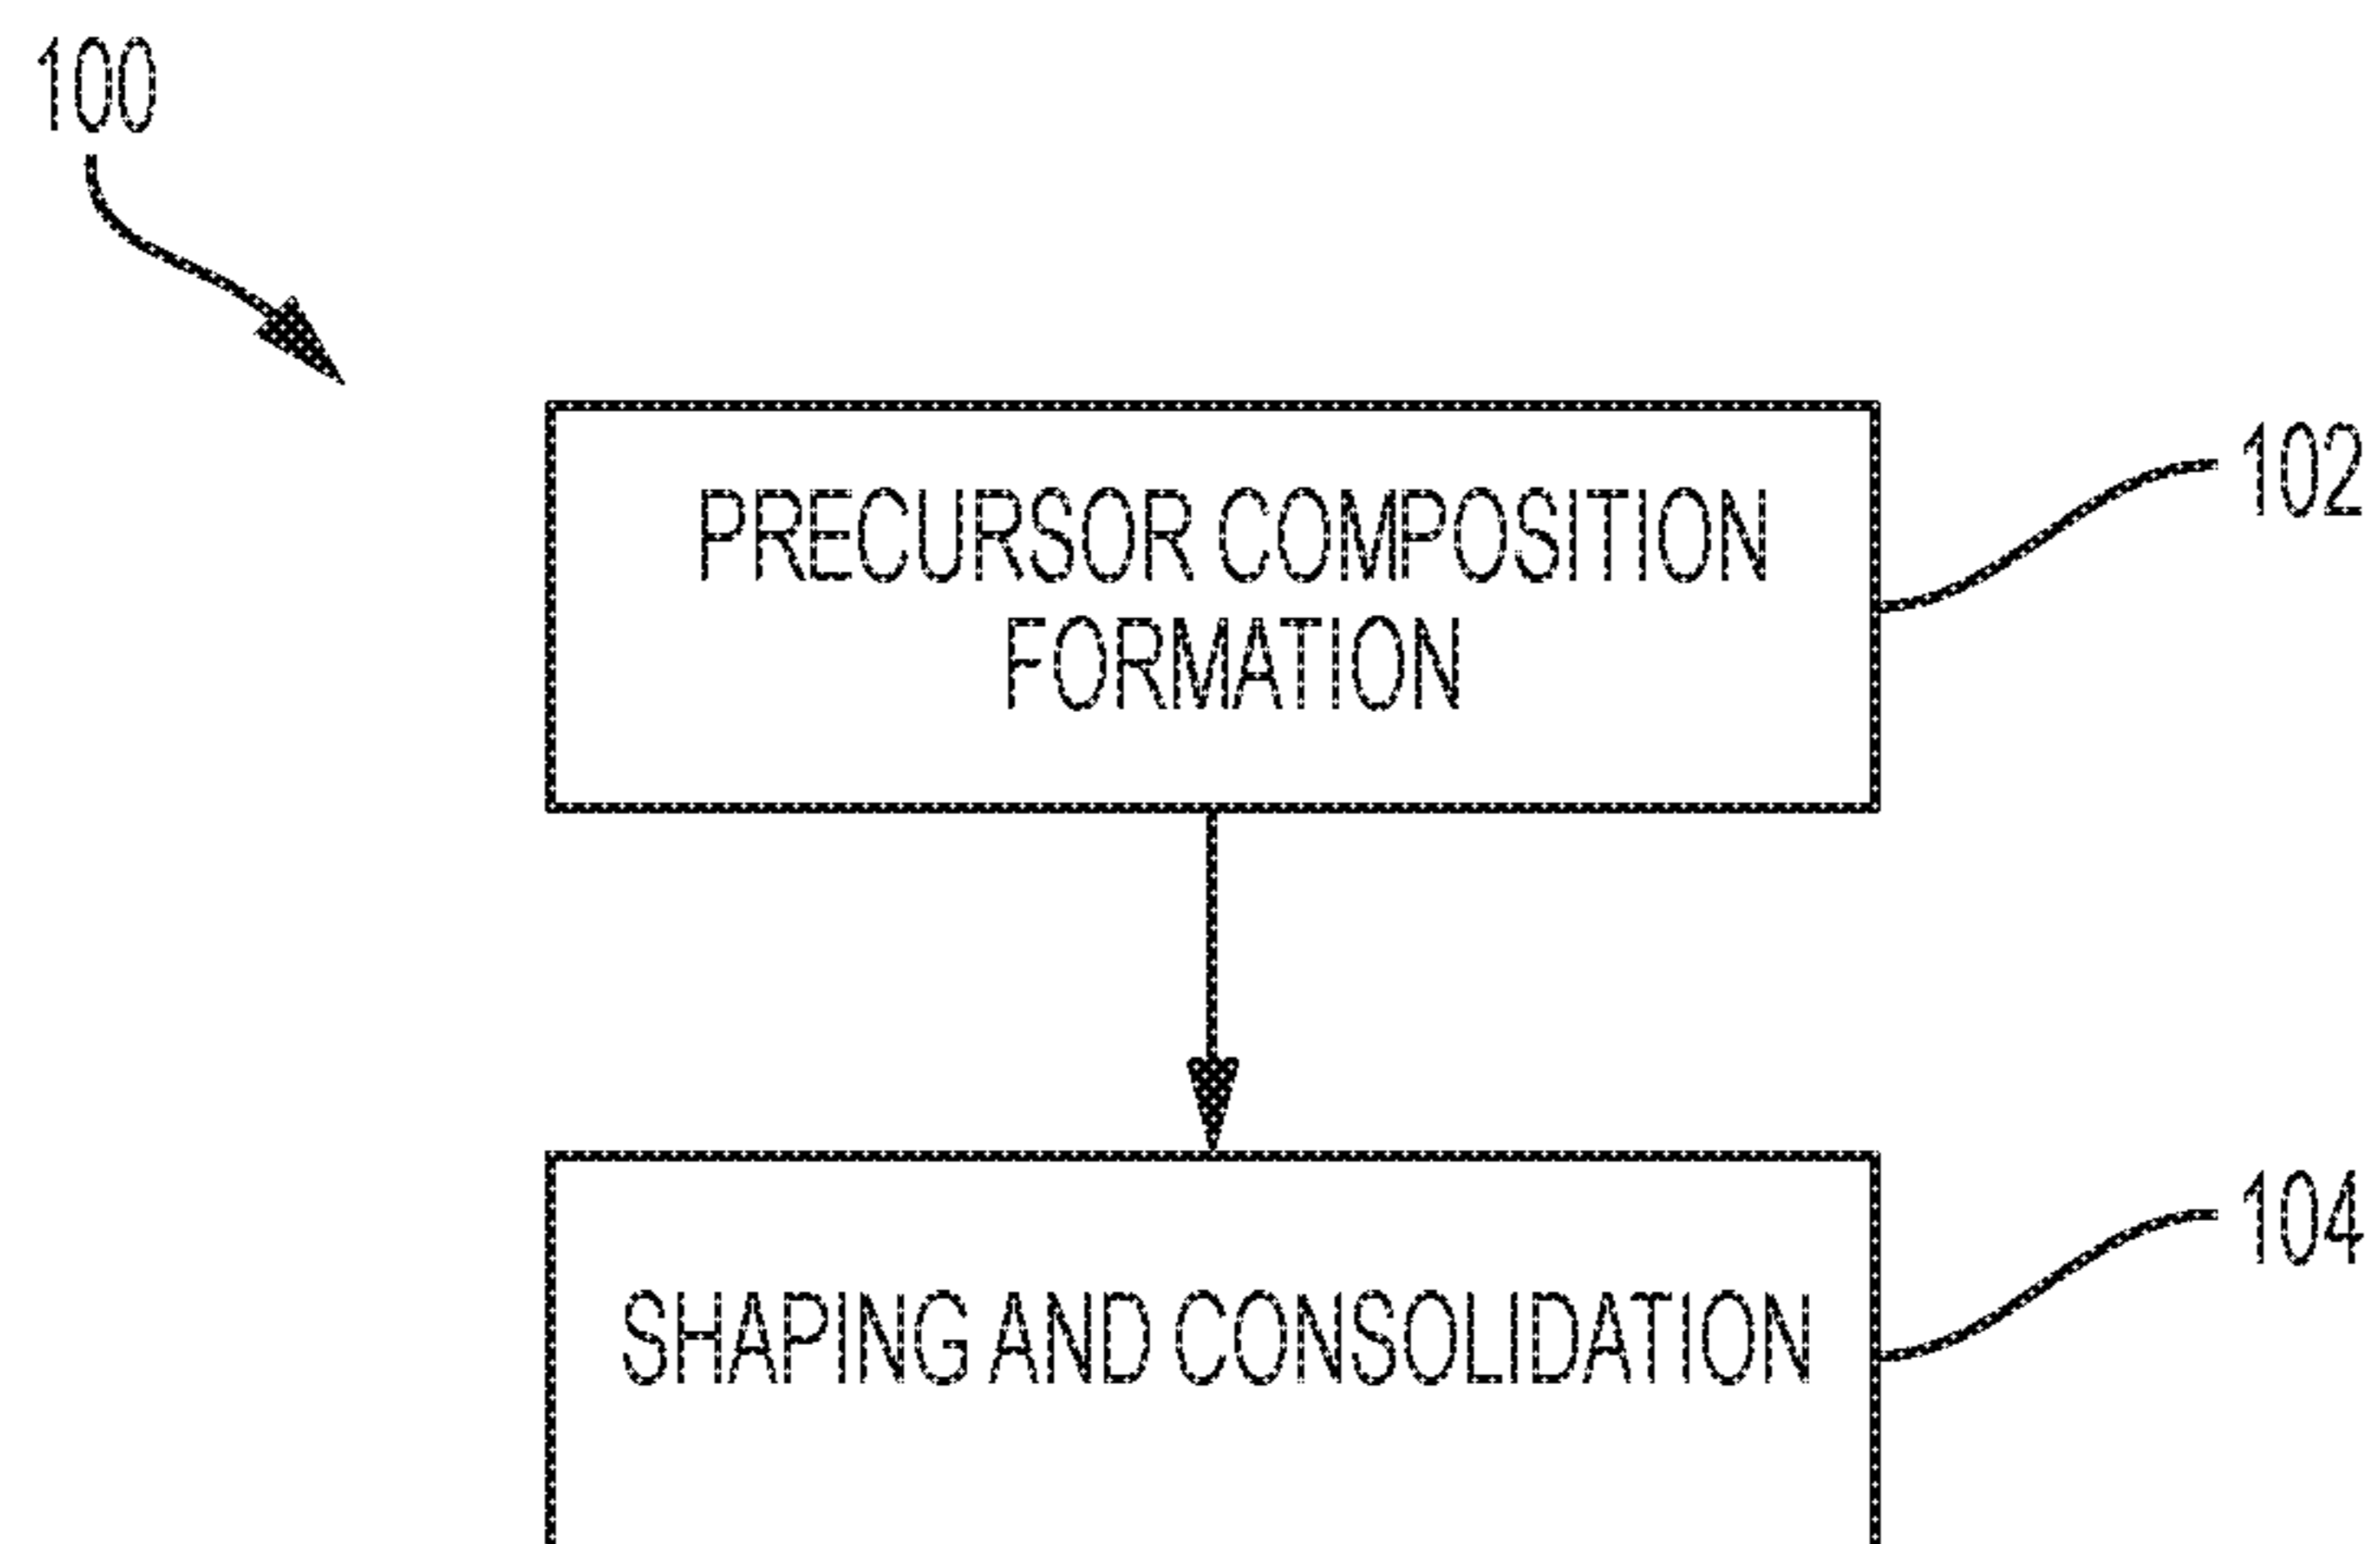 100
PRECURSOR COMPOSITION
FORMATION
102
SHAPING AND CONSOLIDATION
104